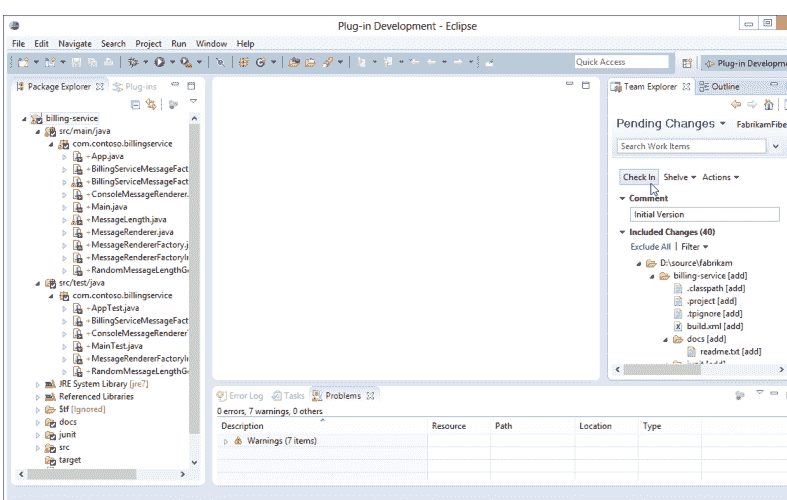 Plug-in Development - Eclipse
File Edit Navigate Search Project Run Window Help
Quick Access
Plug-in Developme
Package Explorer Plug-ins
billing-service
src/main/java
com.contoso.billingservice
App.java
BillingServiceMessageFact
BillingServiceMessageFact
ConsoleMessageRenderer.
Main.java
MessageLength.java
MessageRenderer.java
MessageRendererFactory.j
MessageRendererFactoryIr
RandomMessageLengthGe
src/test/java
com.contoso.billingservice
AppTest.java
BillingServiceMessageFact
ConsoleMessageRenderer
MainTest.java
MessageRendererFactoryIr
RandomMessageLengthGe
JRE System Library [jre7]
Referenced Libraries
$tf [Ignored]
docs
junit
src
target
Team Explorer Outline
Pending Changes FabrikamFibe
Search Work Items
Check In Shelve Actions
Comment
Initial Version
Included Changes (40)
Exclude All | Filter
D:\source\fabrikam
billing-service [add]
.classpath [add]
.project [add]
.tpignore [add]
build.xml [add]
docs [add]
readme.txt [add]
Error Log Tasks Problems
0 errors, 7 warnings, 0 others
Description Resource Path Location Type
Warnings (7 items)